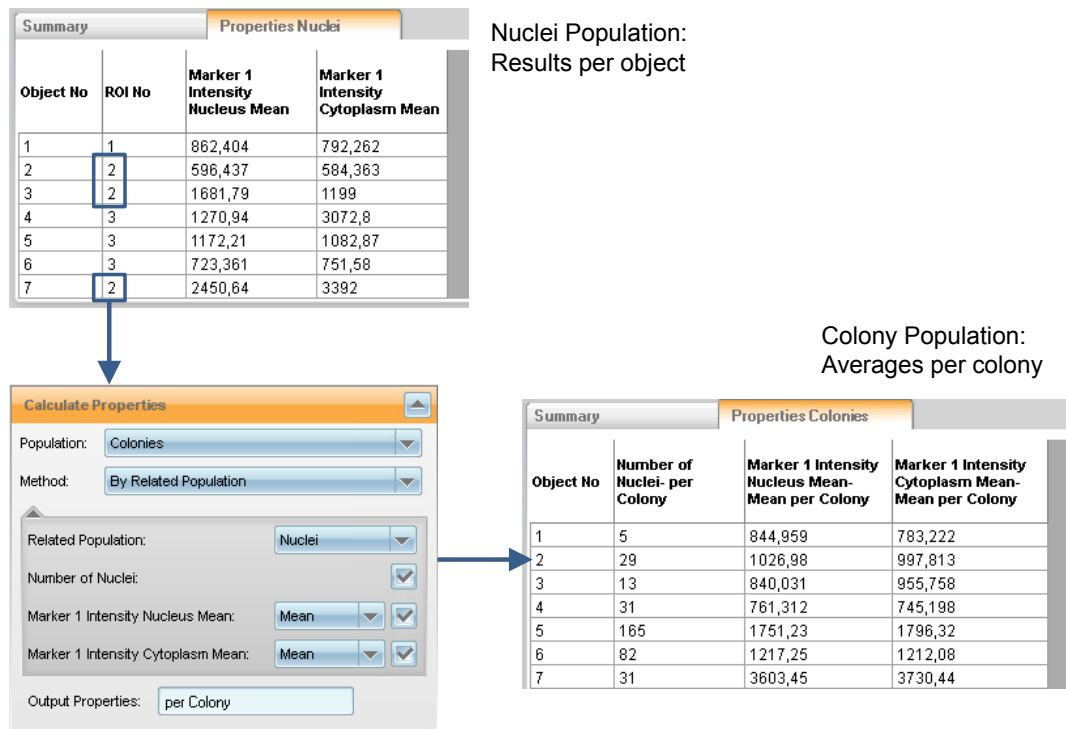 Summary Properties Nuclei
Object No ROI No Marker 1 Intensity Nucleus Mean Marker 1 Intensity Cytoplasm Mean
1 1 862,404 792,262
2 2 596,437 584,363
3 2 1681,79 1199
4 3 1270,94 3072,8
5 3 1172,21 1082,87
6 3 723,361 751,58
7 2 2450,64 3392
Nuclei Population:
Results per object
Calculate Properties
Population: Colonies
Method: By Related Population
Related Population: Nuclei
Number of Nuclei:
Marker 1 Intensity Nucleus Mean: Mean
Marker 1 Intensity Cytoplasm Mean: Mean
Output Properties: per Colony
Colony Population:
Averages per colony
Summary Properties Colonies
Object No Number of Nuclei- per Colony Marker 1 Intensity Nucleus Mean- Mean per Colony Marker 1 Intensity Cytoplasm Mean- Mean per Colony
1 5 844,959 783,222
2 29 1026,98 997,813
3 13 840,031 955,758
4 31 761,312 745,198
5 165 1751,23 1796,32
6 82 1217,25 1212,08
7 31 3603,45 3730,44